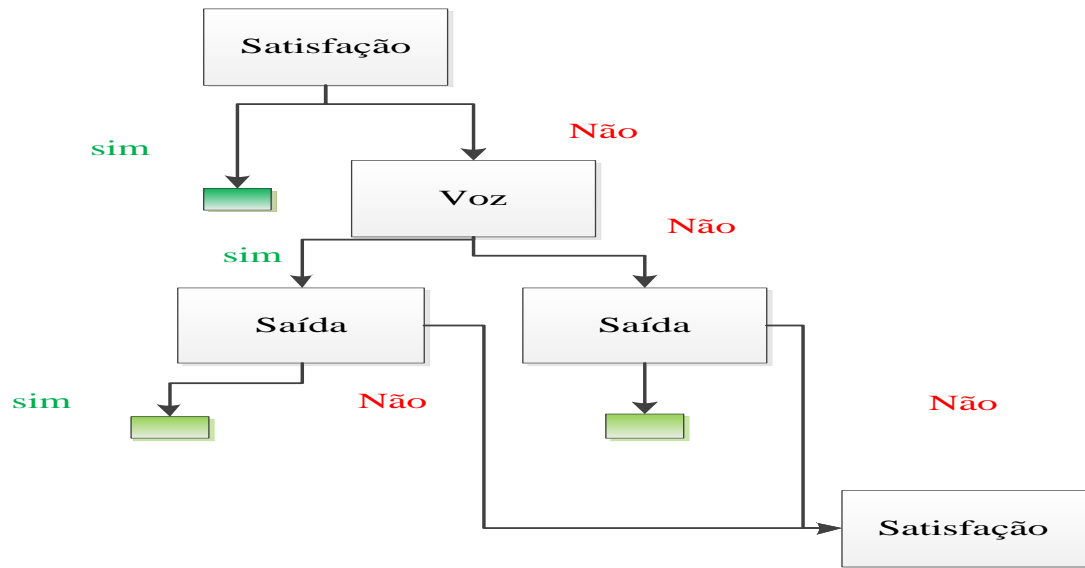 Satisfação
sim
Não
Voz
sim
Não
Saída
Saída
sim
Não
Não
Satisfação